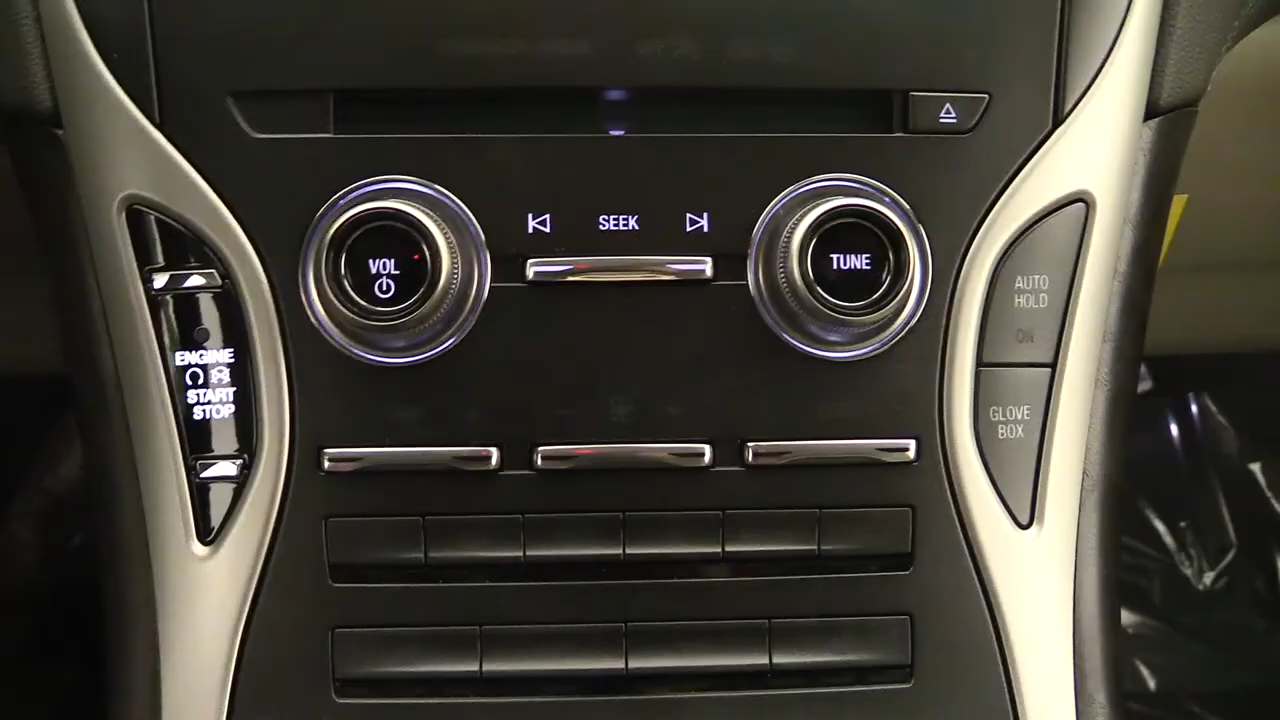 SEEK
VOL
TUNE
AUTO
HOLD
ON
ENGINE
START
STOP
GLOVE
BOX